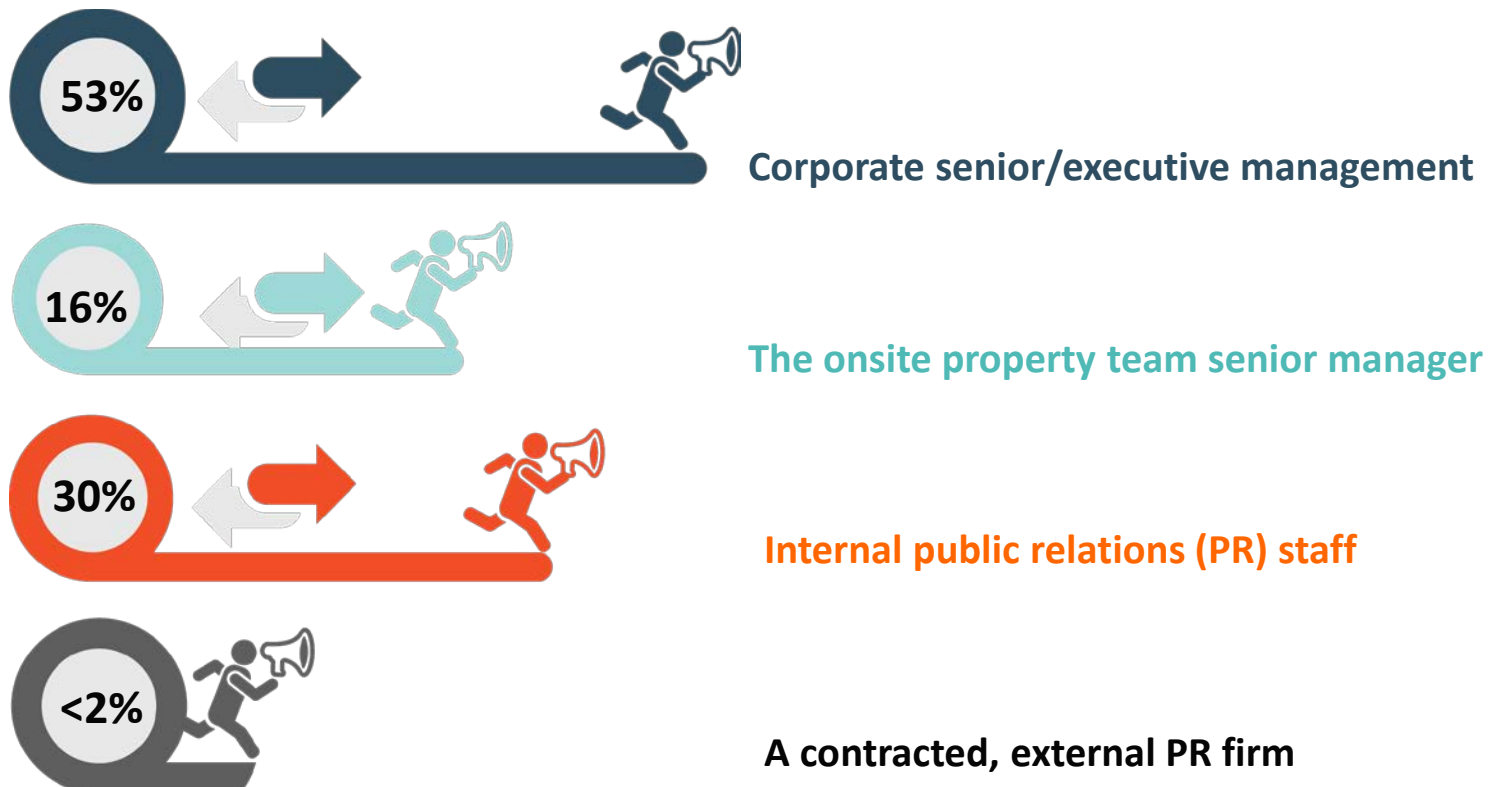 53%
Corporate senior/executive management
16%
The onsite property team senior manager
30%
Internal public relations (PR) staff
<2%
A contracted, external PR firm